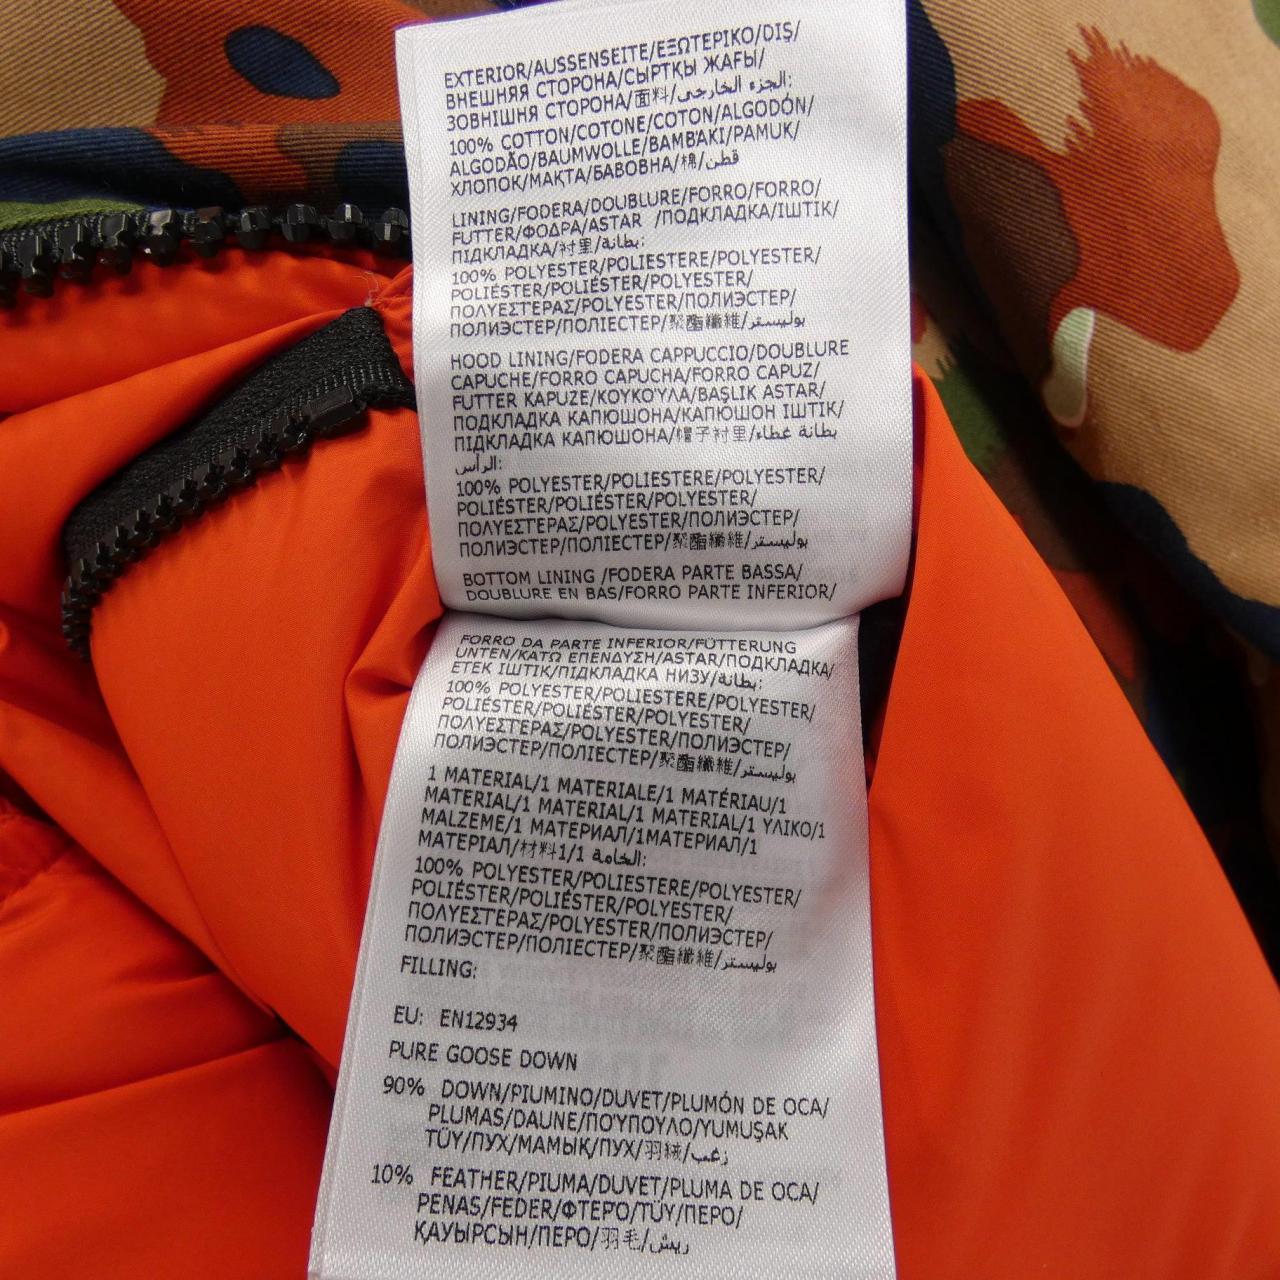 EXTERIOR/AUSSENSEITE/ΕΞΩΤΕΡΙΚΟ/DIŞ/
ВНЕШНЯЯ СТОРОНА/СЫРТҚЫ ЖАҒЫ/
ЗОВНІШНЯ СТОРОНА/面料/الجزء الخارجي:
100% COTTON/COTONE/COTON/ALGODÓN/
ALGODÃO/BAUMWOLLE/ΒΑΜΒΑΚΙ/PAMUK/
ХЛОПОК/МАҚТА/БАВОВНА/棉/قطن
LINING/FODERA/DOUBLURE/FORRO/FORRO/
FUTTER/ΦΟΔΡΑ/ASTAR /ПОДКЛАДКА/ІШТІК/
ПІДКЛАДКА/衬里/بطانة:
100% POLYESTER/POLIESTERE/POLYESTER/
POLIÉSTER/POLIÉSTER/POLYESTER/
ΠΟΛΥΕΣΤΕΡΑΣ/POLYESTER/ПОЛИЭСТЕР/
ПОЛИЭСТЕР/ПОЛІЕСТЕР/聚酯纖維/بوليستر
HOOD LINING/FODERA CAPPUCCIO/DOUBLURE
CAPUCHE/FORRO CAPUCHA/FORRO CAPUZ/
FUTTER KAPUZE/ΚΟΥΚΟΎΛΑ/BAŞLIK ASTAR/
ПОДКЛАДКА КАПЮШОНА/КАПЮШОН ІШТІК/
ПІДКЛАДКА КАПЮШОНА/帽子衬里/بطانة غطاء
الرأس:
100% POLYESTER/POLIESTERE/POLYESTER/
POLIÉSTER/POLIÉSTER/POLYESTER/
ΠΟΛΥΕΣΤΕΡΑΣ/POLYESTER/ПОЛИЭСТЕР/
ПОЛИЭСТЕР/ПОЛІЕСТЕР/聚酯纖維/بوليستر
BOTTOM LINING /FODERA PARTE BASSA/
DOUBLURE EN BAS/FORRO PARTE INFERIOR/
FORRO DA PARTE INFERIOR/FÜTTERUNG
UNTEN/ΚΑΤΩ ΕΠΕΝΔΥΣΗ/ASTAR/ПОДКЛАДКА/
ЕТЕК ІШТІК/ПІДКЛАДКА НИЗУ/بطانة:
100% POLYESTER/POLIESTERE/POLYESTER/
POLIÉSTER/POLIÉSTER/POLYESTER/
ΠΟΛΥΕΣΤΕΡΑΣ/POLYESTER/ПОЛИЭСТЕР/
ПОЛИЭСТЕР/ПОЛІЕСТЕР/聚酯纖維/بوليستر
1 MATERIAL/1 MATERIALE/1 MATÉRIAU/1
MATERIAL/1 MATERIAL/1 MATERIAL/1 ΥΛΙΚΟ/1
MALZEME/1 МАТЕРИАЛ/1МАТЕРИАЛ/1
МАТЕРІАЛ/材料1/1 الخامة:
100% POLYESTER/POLIESTERE/POLYESTER/
POLIÉSTER/POLIÉSTER/POLYESTER/
ΠΟΛΥΕΣΤΕΡΑΣ/POLYESTER/ПОЛИЭСТЕР/
ПОЛИЭСТЕР/ПОЛІЕСТЕР/聚酯纖維/بوليستر
FILLING:
EU: EN12934
PURE GOOSE DOWN
90% DOWN/PIUMINO/DUVET/PLUMÓN DE OCA/
PLUMAS/DAUNE/ΠΟΎΠΟΥΛΟ/YUMUŞAK
TÜY/ПУХ/МАМЫҚ/ПУХ/羽絨/زغب
10% FEATHER/PIUMA/DUVET/PLUMA DE OCA/
PENAS/FEDER/ΦΤΕΡΟ/TÜY/ПЕРО/
ҚАУЫРСЫН/ПЕРО/羽毛/ريش